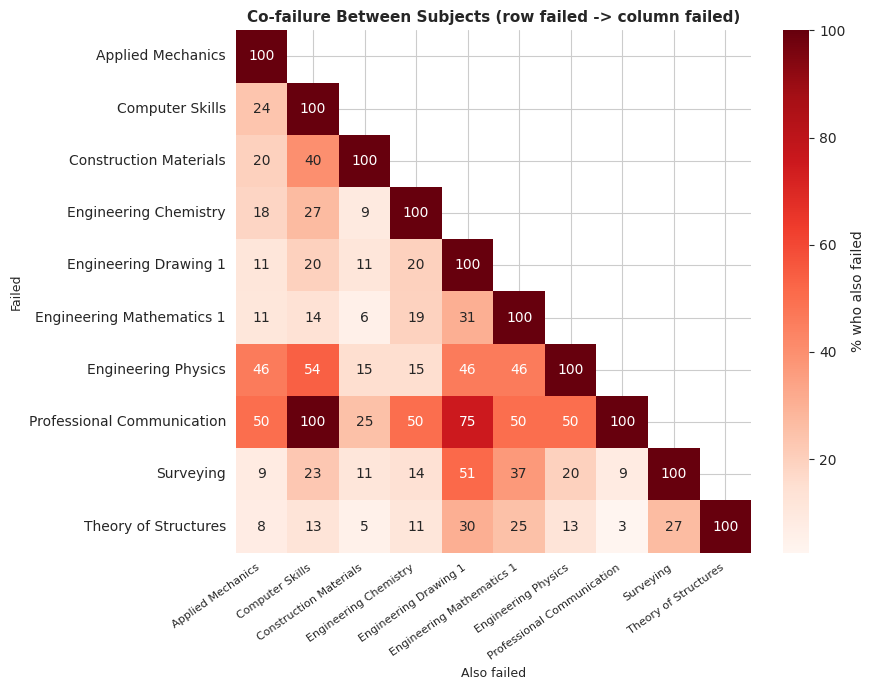 Co-failure Between Subjects (row failed -> column failed)
Applied Mechanics 100
Computer Skills 24 100
Construction Materials 20 40 100
Engineering Chemistry 18 27 9 100
Engineering Drawing 1 11 20 11 20 100
Engineering Mathematics 1 11 14 6 19 31 100
Engineering Physics 46 54 15 15 46 46 100
Professional Communication 50 100 25 50 75 50 50 100
Surveying 9 23 11 14 51 37 20 9 100
Theory of Structures 8 13 5 11 30 25 13 3 27 100
Failed
Applied Mechanics
Computer Skills
Construction Materials
Engineering Chemistry
Engineering Drawing 1
Engineering Mathematics 1
Engineering Physics
Professional Communication
Surveying
Theory of Structures
Also failed
100
80
60
40
20
% who also failed